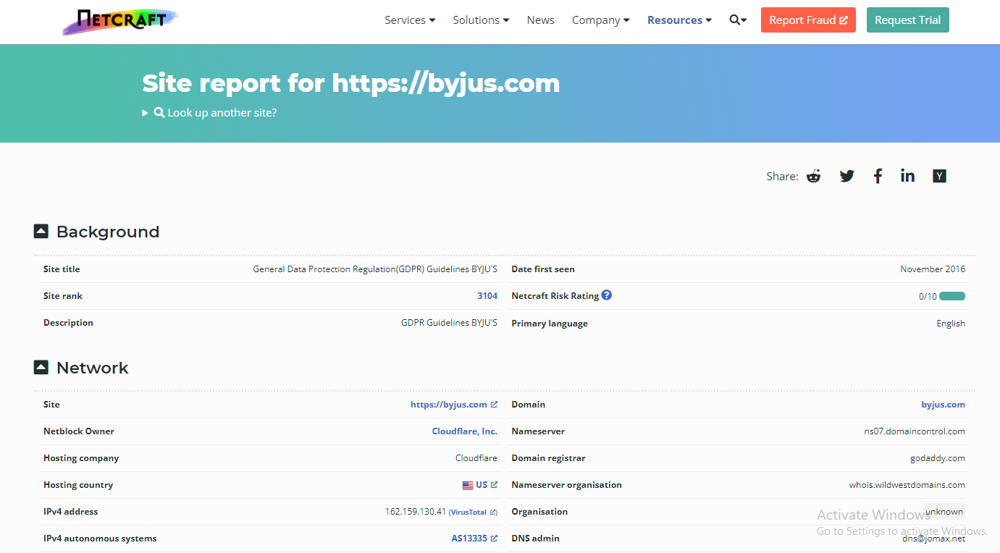 NETCRAFT
Services Solutions News Company Resources Report Fraud Request Trial
Site report for https://byjus.com
Look up another site?
Share: Y
Background
Site title General Data Protection Regulation(GDPR) Guidelines BYJU'S Date first seen November 2016
Site rank 3104 Netcraft Risk Rating ? 0/10
Description GDPR Guidelines BYJU'S Primary language English
Network
Site https://byjus.com Domain byjus.com
Netblock Owner Cloudflare, Inc. Nameserver ns07.domaincontrol.com
Hosting company Cloudflare Domain registrar godaddy.com
Hosting country US Nameserver organisation whois.wildwestdomains.com
IPv4 address 162.159.130.41 (VirusTotal) Organisation unknown
IPv4 autonomous systems AS13335 DNS admin dns@jomax.net
Activate Windows
Go to Settings to activate Windows.